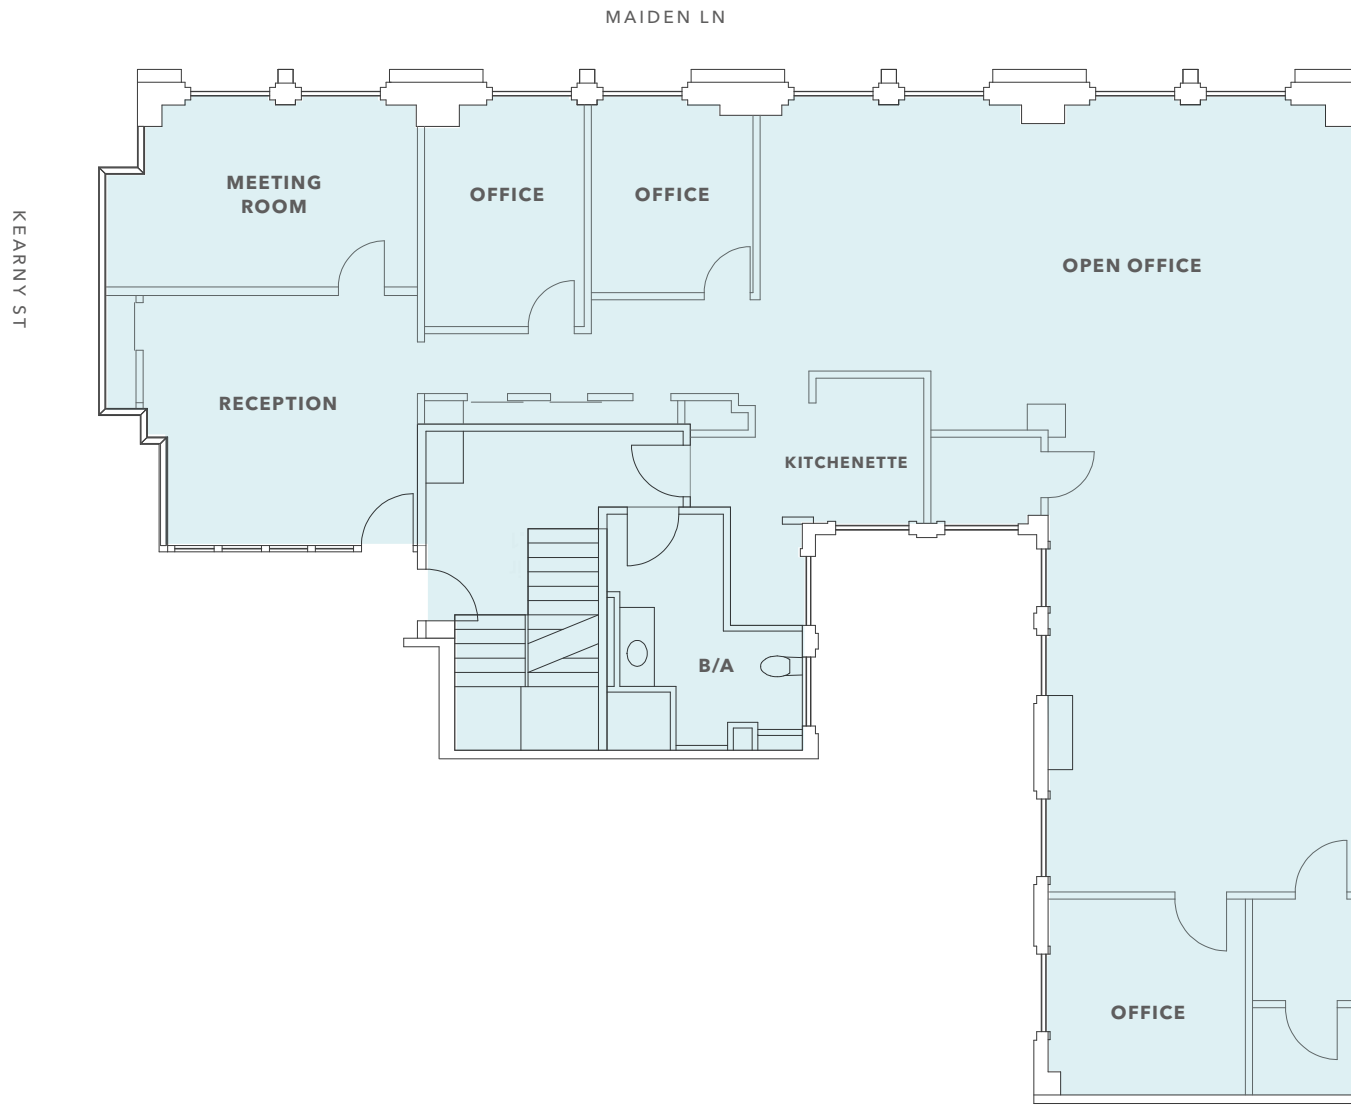 MAIDEN LN
KEARNY ST
MEETING
ROOM
OFFICE
OFFICE
OPEN OFFICE
RECEPTION
KITCHENETTE
B/A
OFFICE